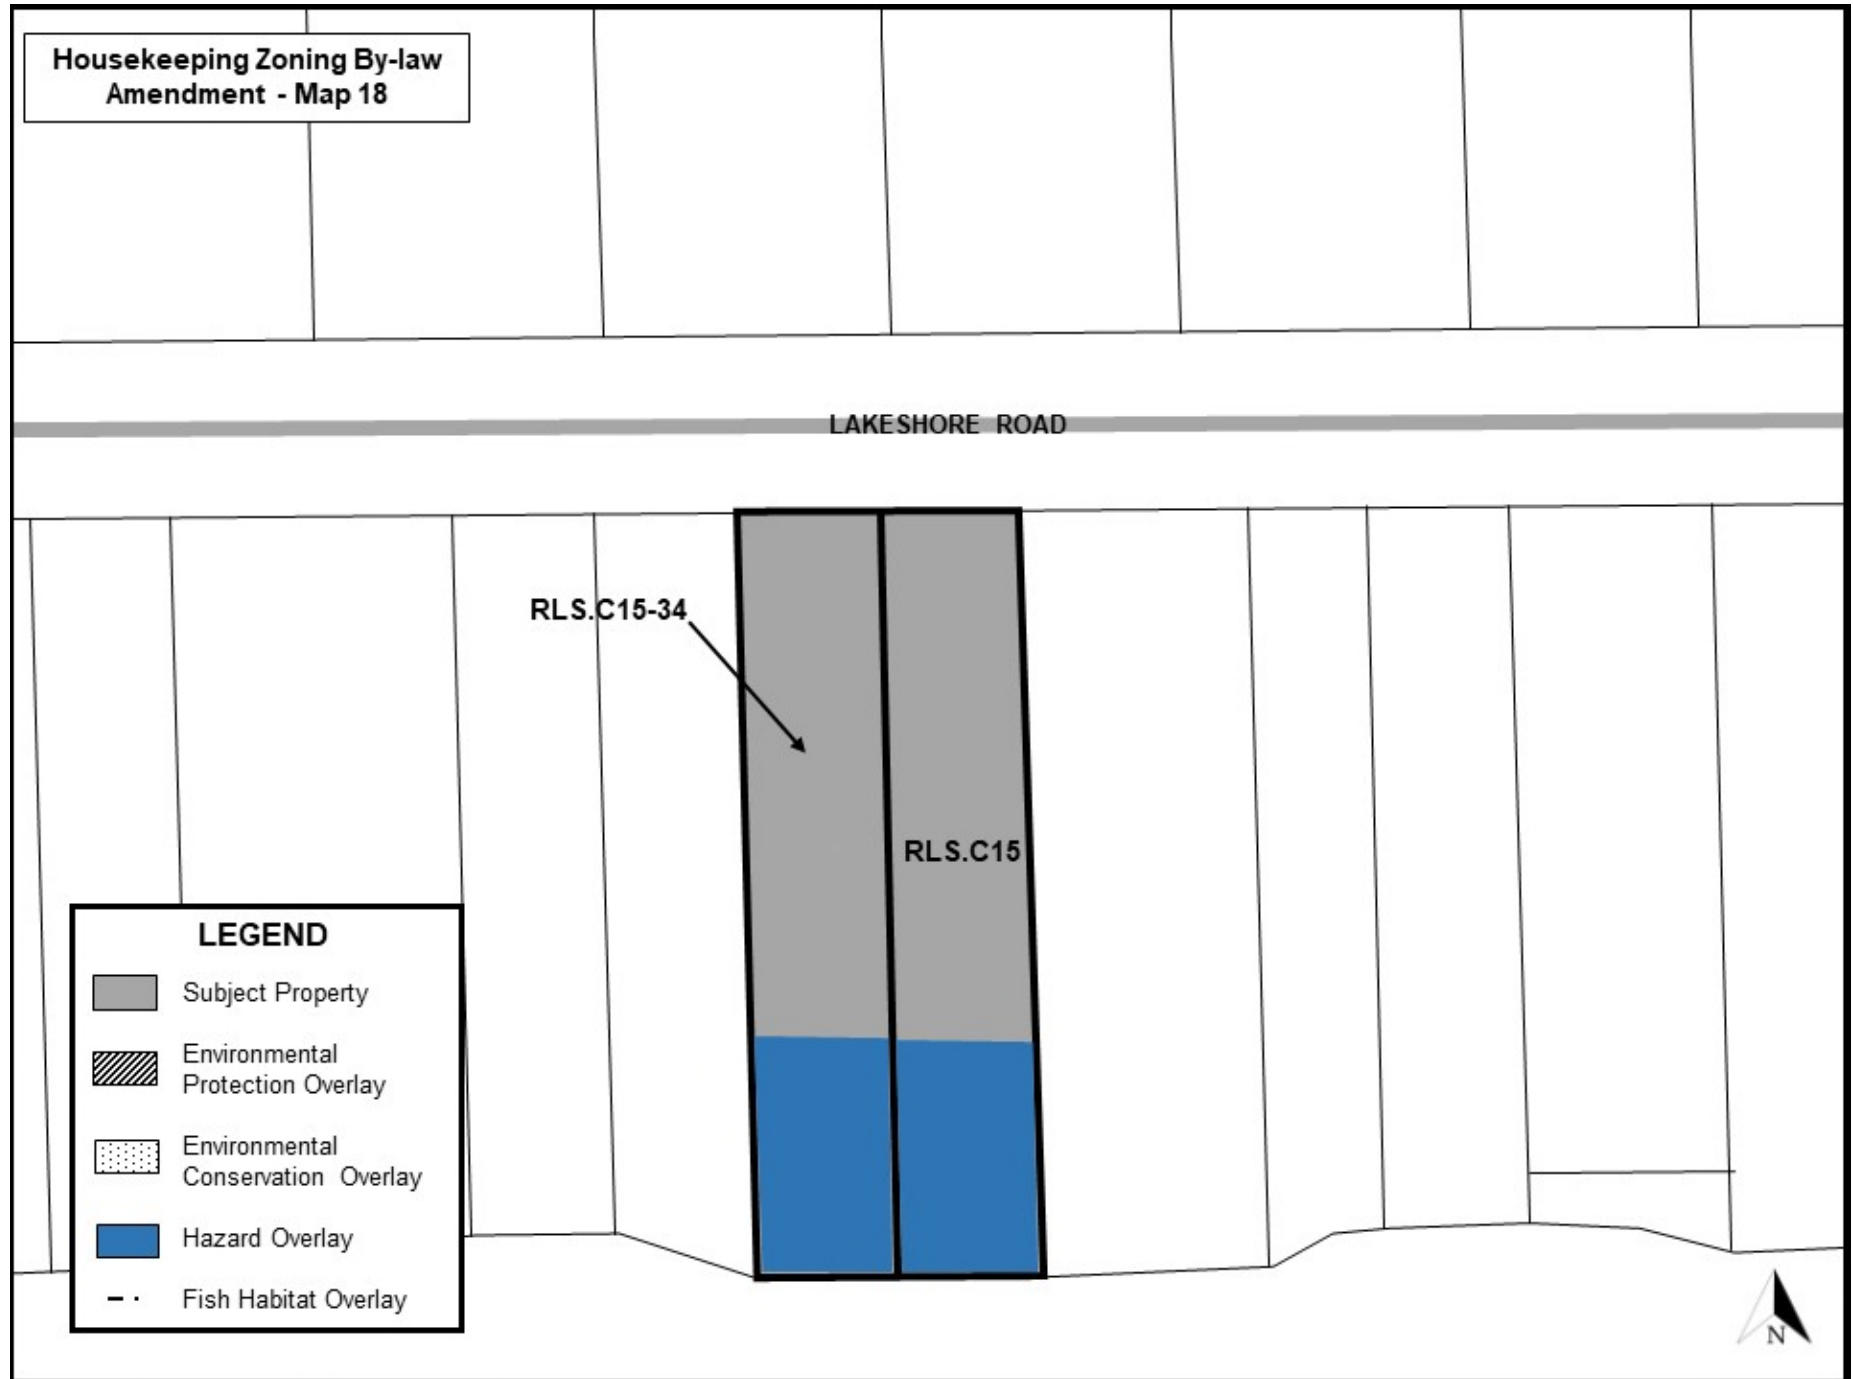 Housekeeping Zoning By-law
Amendment - Map 18
LAKESHORE ROAD
RLS.C15-34
RLS.C15
LEGEND
Subject Property
Environmental
Protection Overlay
Environmental
Conservation Overlay
Hazard Overlay
Fish Habitat Overlay
N